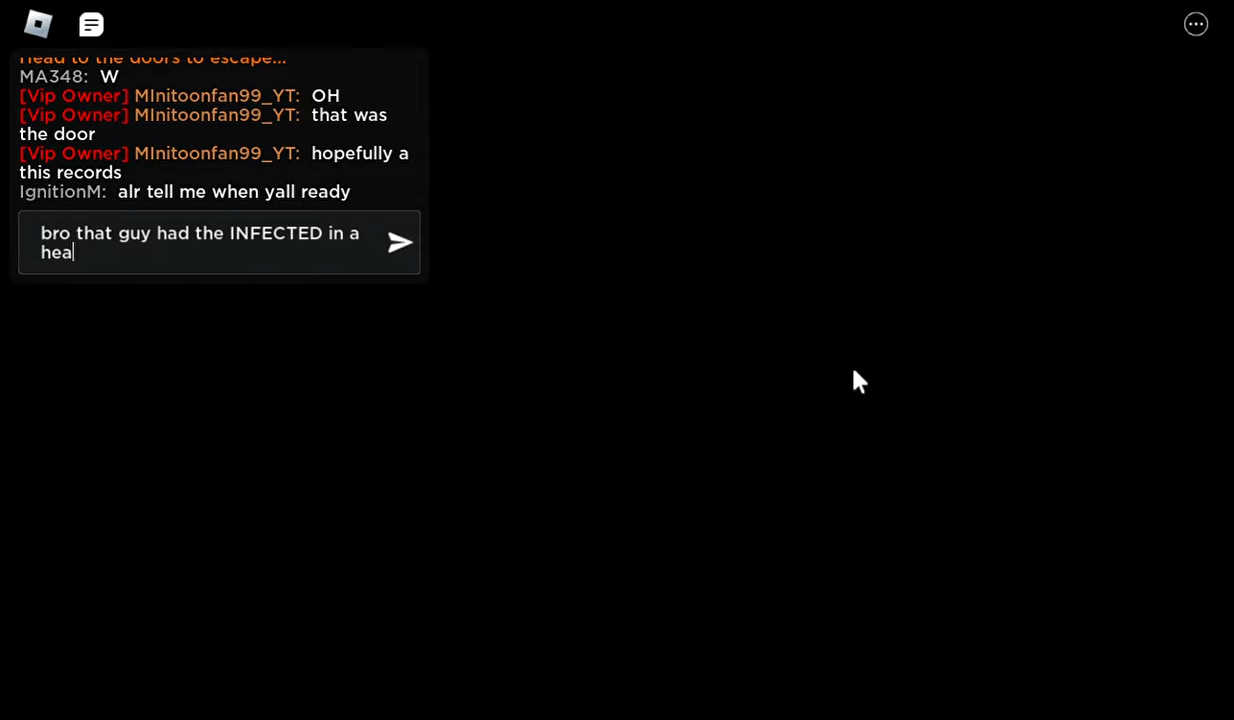 Head to the doors to escape...
MA348: W
[Vip Owner] MInitoonfan99_YT: OH
[Vip Owner] MInitoonfan99_YT: that was
the door
[Vip Owner] MInitoonfan99_YT: hopefully a
this records
IgnitionM: alr tell me when yall ready
bro that guy had the INFECTED in a
hea